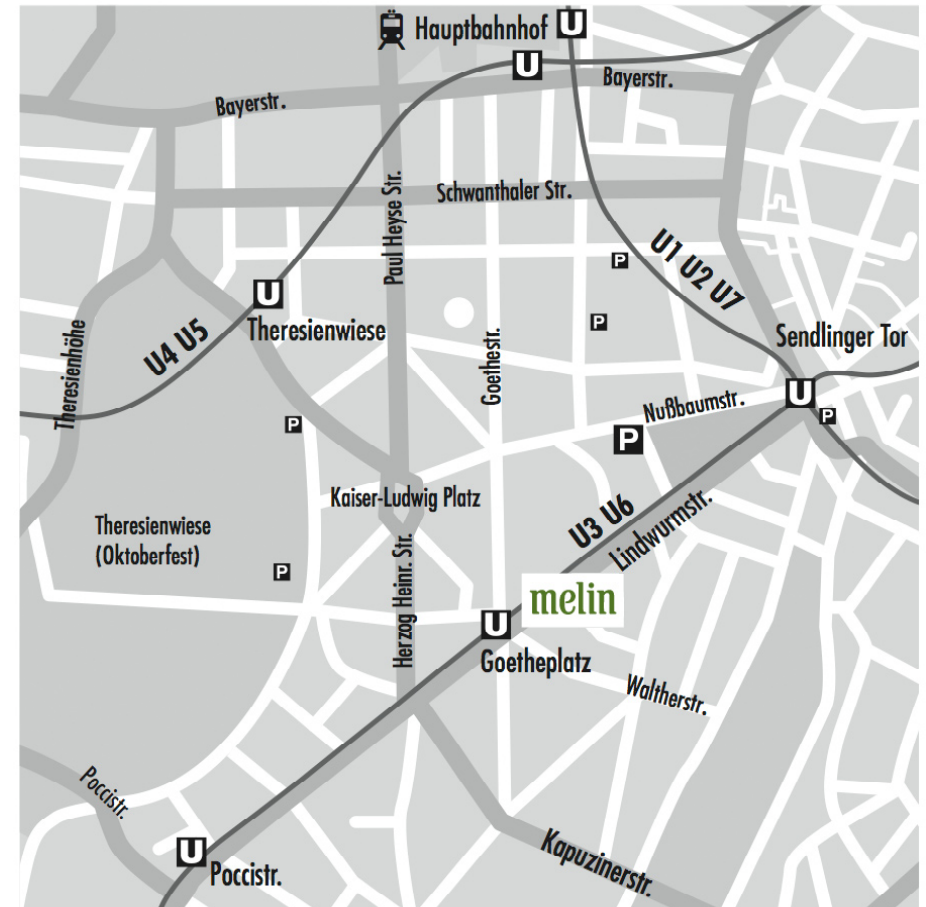 Hauptbahnhof U
U
Bayerstr.
Bayerstr.
Schwanthaler Str.
Paul Heyse Str.
P
U1 U2 U7
U
Theresienwiese
U4 U5
Theresienhöhe
P
Goethestr.
Sendlinger Tor
U
P
Nußbaumstr.
P
P
Kaiser-Ludwig Platz
U3 U6
Lindwurmstr.
Theresienwiese
(Oktoberfest)
P
Herzog Heinr. Str.
melin
U
Goetheplatz
Waltherstr.
Poccistr.
U
Poccistr.
Kapuzinerstr.